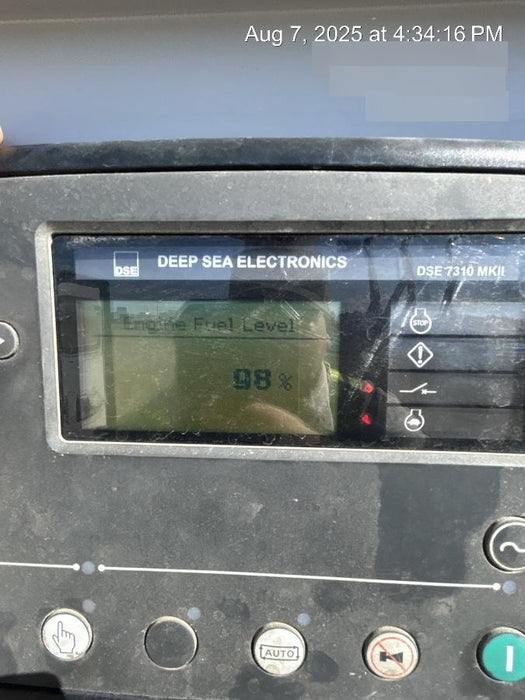 Aug 7, 2025 at 4:34:16 PM
DSE
DEEP SEA ELECTRONICS
DSE 7310 MKII
Engine Fuel Level
98 %
STOP
AUTO
I